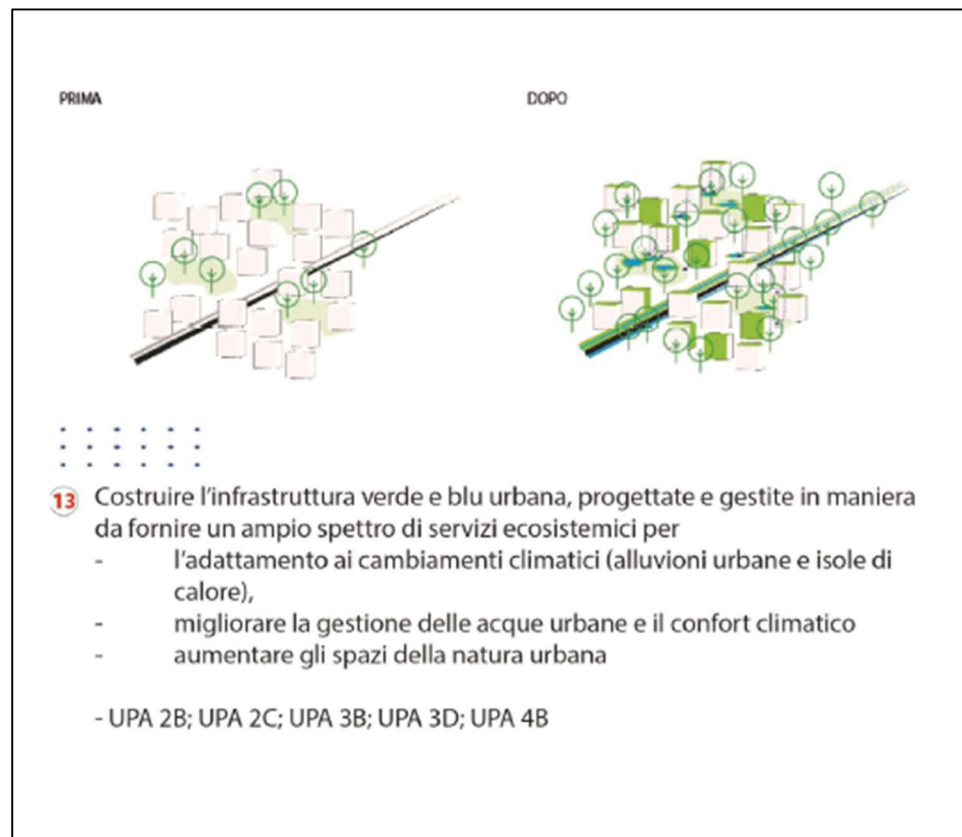 PRIMA
DOPO
13 Costruire l'infrastruttura verde e blu urbana, progettate e gestite in maniera
da fornire un ampio spettro di servizi ecosistemici per
- l'adattamento ai cambiamenti climatici (alluvioni urbane e isole di
calore),
- migliorare la gestione delle acque urbane e il confort climatico
- aumentare gli spazi della natura urbana
- UPA 2B; UPA 2C; UPA 3B; UPA 3D; UPA 4B